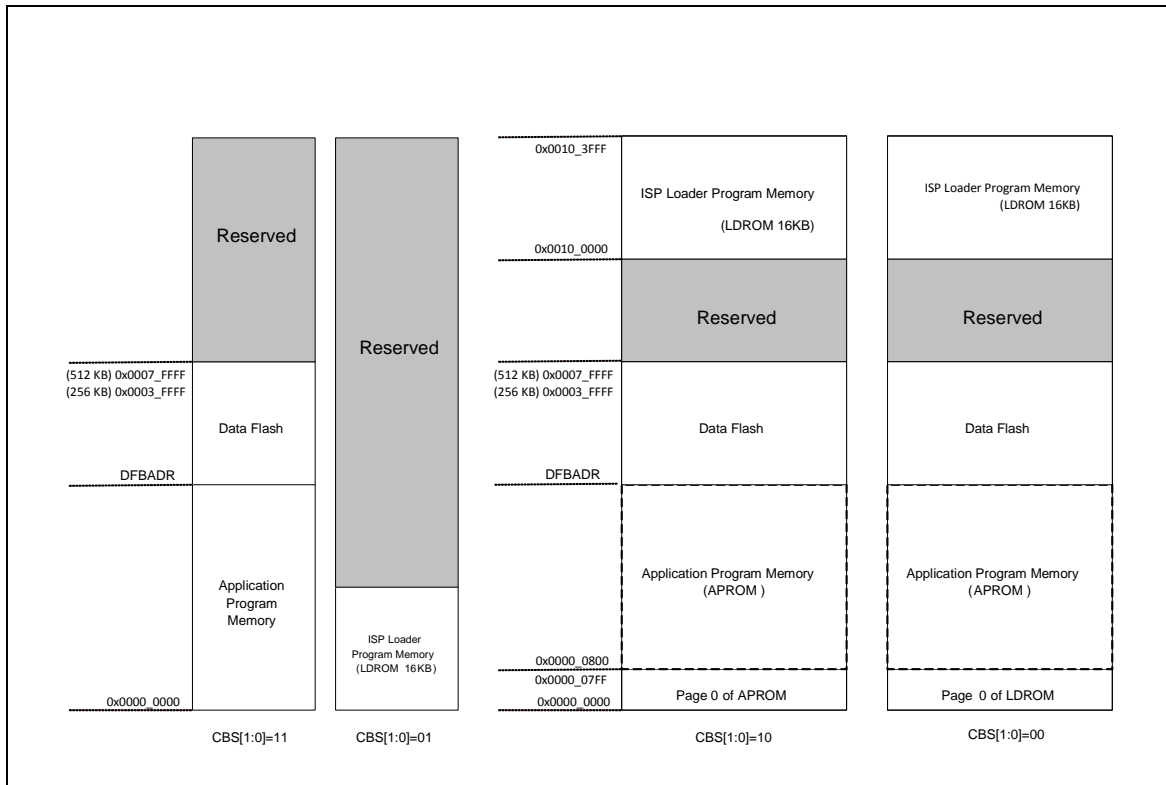 Reserved
(512 KB) 0x0007_FFFF
(256 KB) 0x0003_FFFF
Data Flash
DFBADR
Application
Program
Memory
0x0000_0000
CBS[1:0]=11
Reserved
ISP Loader
Program Memory
(LDROM 16KB)
CBS[1:0]=01
0x0010_3FFF
ISP Loader Program Memory
(LDROM 16KB)
0x0010_0000
Reserved
(512 KB) 0x0007_FFFF
(256 KB) 0x0003_FFFF
Data Flash
DFBADR
Application Program Memory
(APROM )
0x0000_0800
0x0000_07FF
Page 0 of APROM
0x0000_0000
CBS[1:0]=10
ISP Loader Program Memory
(LDROM 16KB)
Reserved
Data Flash
Application Program Memory
(APROM )
Page 0 of LDROM
CBS[1:0]=00